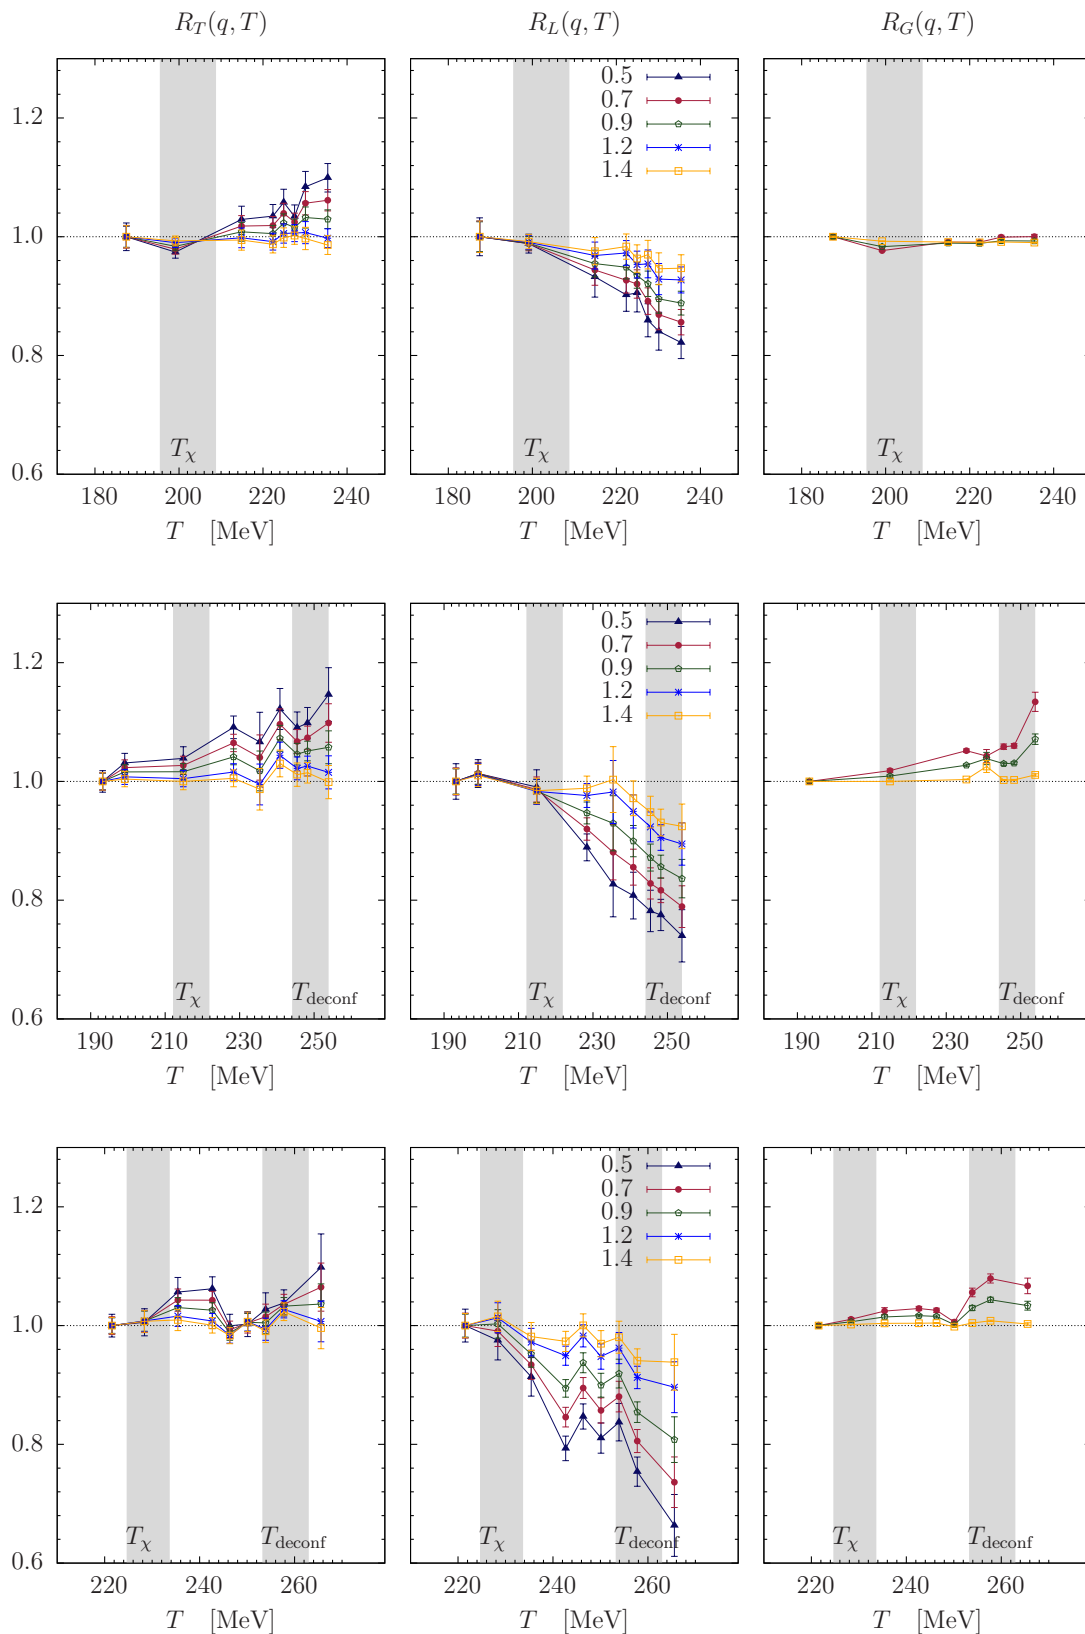 R_T(q, T) R_L(q, T) R_G(q, T)
1.2
1.0
0.8
0.6
0.5
0.7
0.9
1.2
1.4
T_χ T_χ T_χ
180 200 220 240 180 200 220 240 180 200 220 240
T [MeV] T [MeV] T [MeV]
1.2
1.0
0.8
0.6
0.5
0.7
0.9
1.2
1.4
T_χ T_deconf T_χ T_deconf T_χ T_deconf
190 210 230 250 190 210 230 250 190 210 230 250
T [MeV] T [MeV] T [MeV]
1.2
1.0
0.8
0.6
0.5
0.7
0.9
1.2
1.4
T_χ T_deconf T_χ T_deconf T_χ T_deconf
220 240 260 220 240 260 220 240 260
T [MeV] T [MeV] T [MeV]